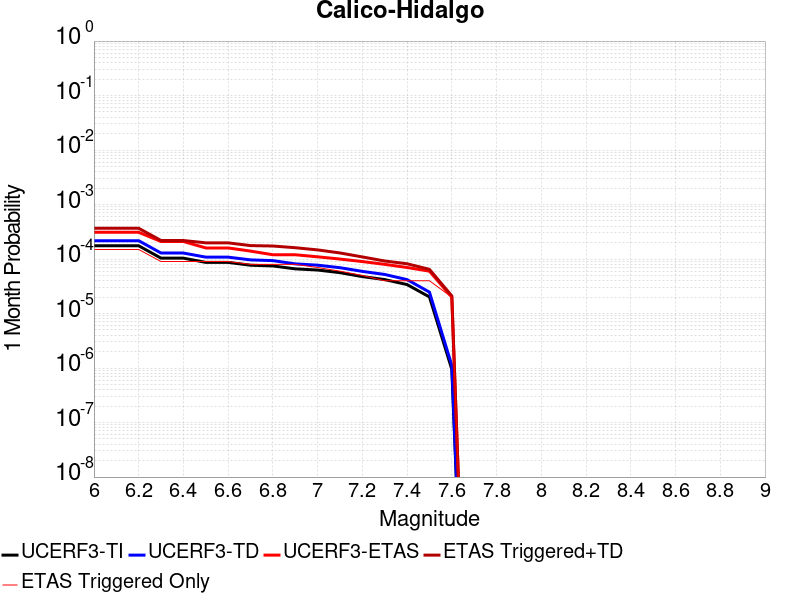 Calico-Hidalgo
10^0
10^-1
10^-2
10^-3
10^-4
10^-5
10^-6
10^-7
10^-8
1 Month Probability
6 6.2 6.4 6.6 6.8 7 7.2 7.4 7.6 7.8 8 8.2 8.4 8.6 8.8 9
Magnitude
UCERF3-TI UCERF3-TD UCERF3-ETAS ETAS Triggered+TD
ETAS Triggered Only